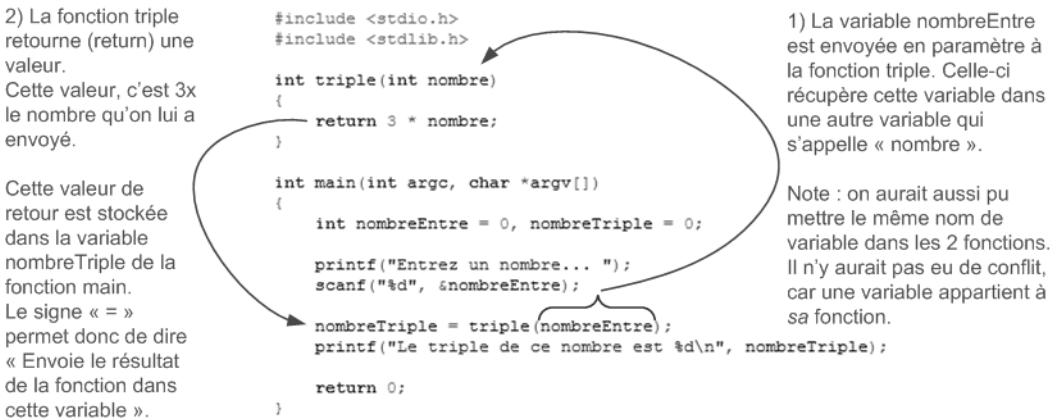 2) La fonction triple
retourne (return) une
valeur.
Cette valeur, c'est 3x
le nombre qu'on lui a
envoyé.
Cette valeur de
retour est stockée
dans la variable
nombreTriple de la
fonction main.
Le signe « = »
permet donc de dire
« Envoie le résultat
de la fonction dans
cette variable ».
#include <stdio.h>
#include <stdlib.h>
int triple(int nombre)
{
return 3 * nombre;
}
int main(int argc, char *argv[])
{
int nombreEntre = 0, nombreTriple = 0;
printf("Entrez un nombre... ");
scanf("%d", &nombreEntre);
nombreTriple = triple(nombreEntre);
printf("Le triple de ce nombre est %d\n", nombreTriple);
return 0;
}
1) La variable nombreEntre
est envoyée en paramètre à
la fonction triple. Celle-ci
récupère cette variable dans
une autre variable qui
s'appelle « nombre ».
Note : on aurait aussi pu
mettre le même nom de
variable dans les 2 fonctions.
Il n'y aurait pas eu de conflit,
car une variable appartient à
sa fonction.